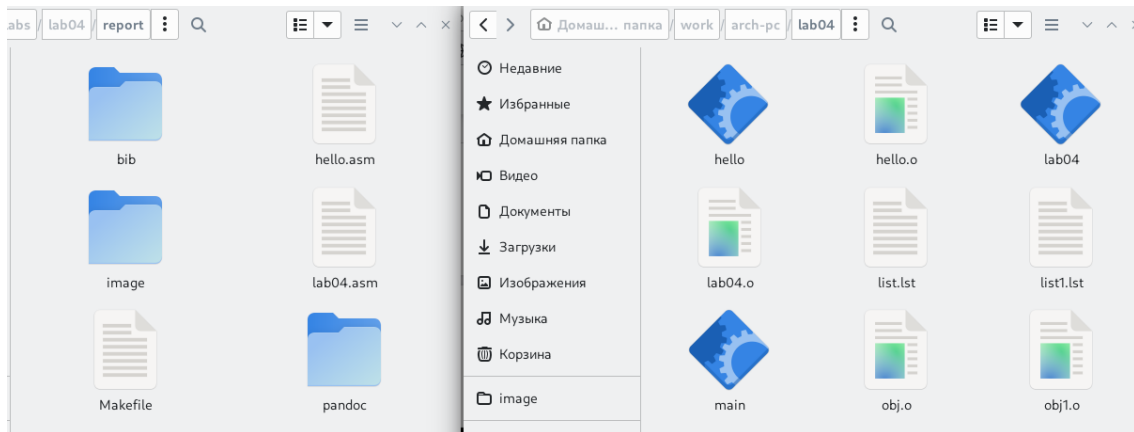 labs / lab04 / report
bib
hello.asm
image
lab04.asm
Makefile
pandoc
Домаш... папка / work / arch-pc / lab04
Недавние
Избранные
Домашняя папка
Видео
Документы
Загрузки
Изображения
Музыка
Корзина
image
hello
hello.o
lab04
lab04.o
list.lst
list1.lst
main
obj.o
obj1.o